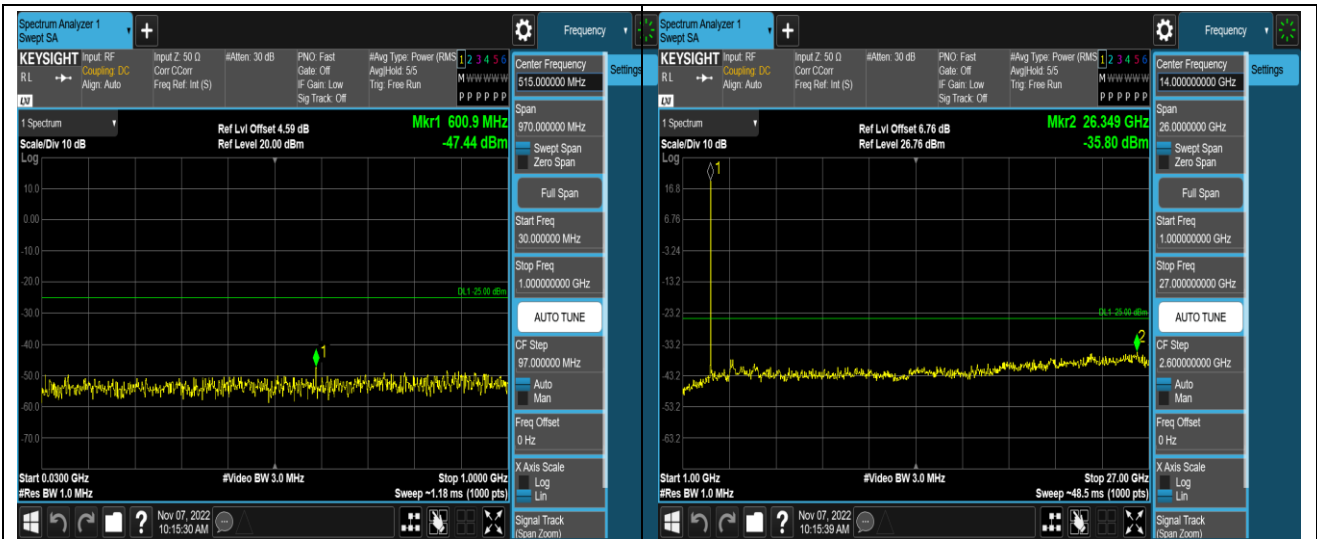 Spectrum Analyzer 1
Swept SA
+
Frequency
KEYSIGHT
Input: RF
Input Z: 50 Ω
#Atten: 30 dB
PNO: Fast
#Avg Type: Power (RMS
1 2 3 4 5 6
RL
Coupling: DC
Corr CCorr
Gate: Off
Avg|Hold: 5/5
M W W W W W
Align: Auto
Freq Ref: Int (S)
IF Gain: Low
Trig: Free Run
Sig Track: Off
P P P P P P
LXI
Center Frequency
515.000000 MHz
Settings
1 Spectrum
Ref Lvl Offset 4.59 dB
Mkr1 600.9 MHz
Scale/Div 10 dB
Ref Level 20.00 dBm
-47.44 dBm
Log
10.0
0.00
-10.0
-20.0
DL1 -25.00 dBm
-30.0
-40.0
1
-50.0
-60.0
-70.0
Start 0.0300 GHz
#Video BW 3.0 MHz
Stop 1.0000 GHz
#Res BW 1.0 MHz
Sweep ~1.18 ms (1000 pts)
Span
970.000000 MHz
Swept Span
Zero Span
Full Span
Start Freq
30.000000 MHz
Stop Freq
1.000000000 GHz
AUTO TUNE
CF Step
97.000000 MHz
Auto
Man
Freq Offset
0 Hz
X Axis Scale
Log
Lin
Signal Track
(Span Zoom)
?
Nov 07, 2022
10:15:30 AM
Spectrum Analyzer 1
Swept SA
+
Frequency
KEYSIGHT
Input: RF
Input Z: 50 Ω
#Atten: 30 dB
PNO: Fast
#Avg Type: Power (RMS
1 2 3 4 5 6
RL
Coupling: DC
Corr CCorr
Gate: Off
Avg|Hold: 5/5
M W W W W W
Align: Auto
Freq Ref: Int (S)
IF Gain: Low
Trig: Free Run
Sig Track: Off
P P P P P P
LXI
Center Frequency
14.000000000 GHz
Settings
1 Spectrum
Ref Lvl Offset 6.76 dB
Mkr2 26.349 GHz
Scale/Div 10 dB
Ref Level 26.76 dBm
-35.80 dBm
Log
1
16.8
6.76
-3.24
-13.2
-23.2
DL1 -25.00 dBm
2
-33.2
-43.2
-53.2
-63.2
Start 1.00 GHz
#Video BW 3.0 MHz
Stop 27.00 GHz
#Res BW 1.0 MHz
Sweep ~48.5 ms (1000 pts)
Span
26.0000000 GHz
Swept Span
Zero Span
Full Span
Start Freq
1.000000000 GHz
Stop Freq
27.000000000 GHz
AUTO TUNE
CF Step
2.600000000 GHz
Auto
Man
Freq Offset
0 Hz
X Axis Scale
Log
Lin
Signal Track
(Span Zoom)
?
Nov 07, 2022
10:15:39 AM